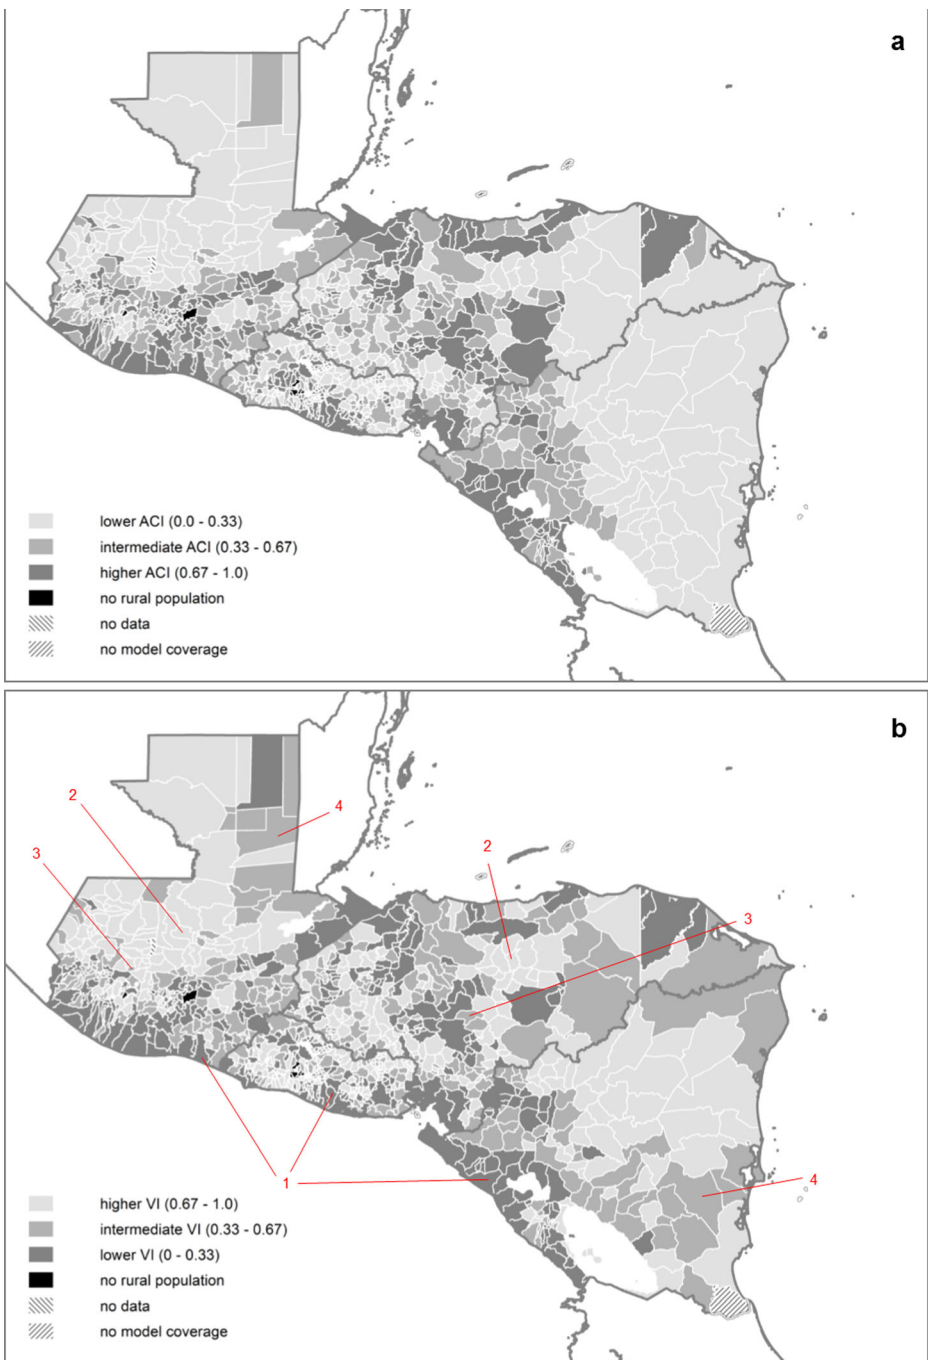 a
lower ACI (0.0 - 0.33)
intermediate ACI (0.33 - 0.67)
higher ACI (0.67 - 1.0)
no rural population
no data
no model coverage
b
2
4
3
2
3
1
4
higher VI (0.67 - 1.0)
intermediate VI (0.33 - 0.67)
lower VI (0 - 0.33)
no rural population
no data
no model coverage